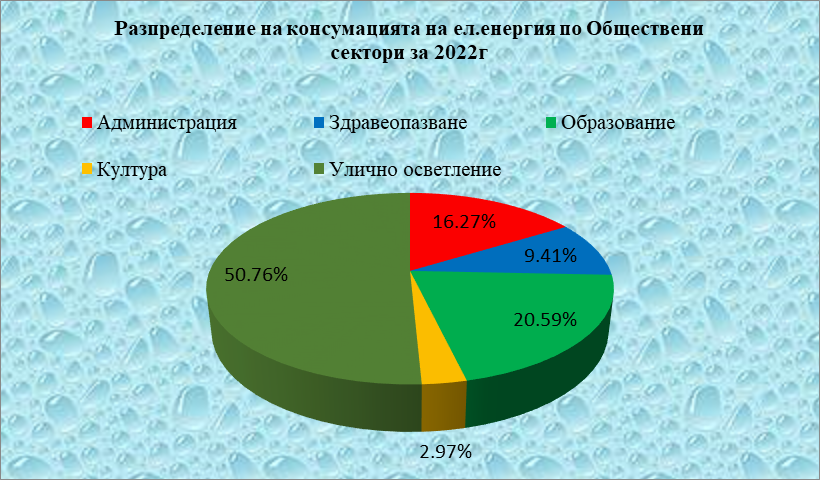 Разпределение на консумацията на ел.енергия по Обществени
сектори за 2022г
Администрация
Здравеопазване
Образование
Култура
Улично осветление
16.27%
9.41%
50.76%
20.59%
2.97%